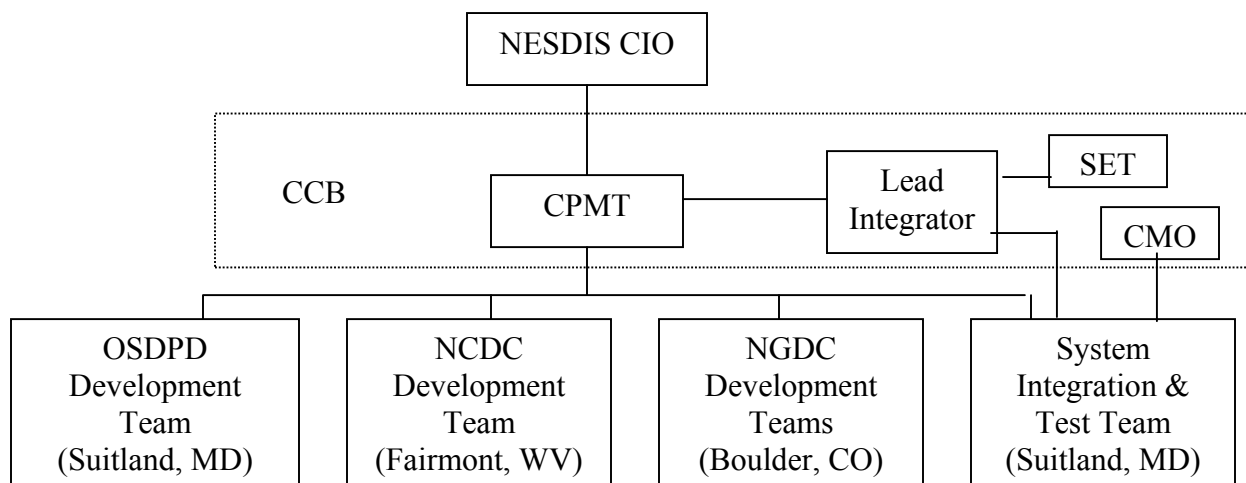 NESDIS CIO
CCB
CPMT
Lead
Integrator
SET
CMO
OSDPD
Development
Team
(Suitland, MD)
NCDC
Development
Team
(Fairmont, WV)
NGDC
Development
Teams
(Boulder, CO)
System
Integration &
Test Team
(Suitland, MD)